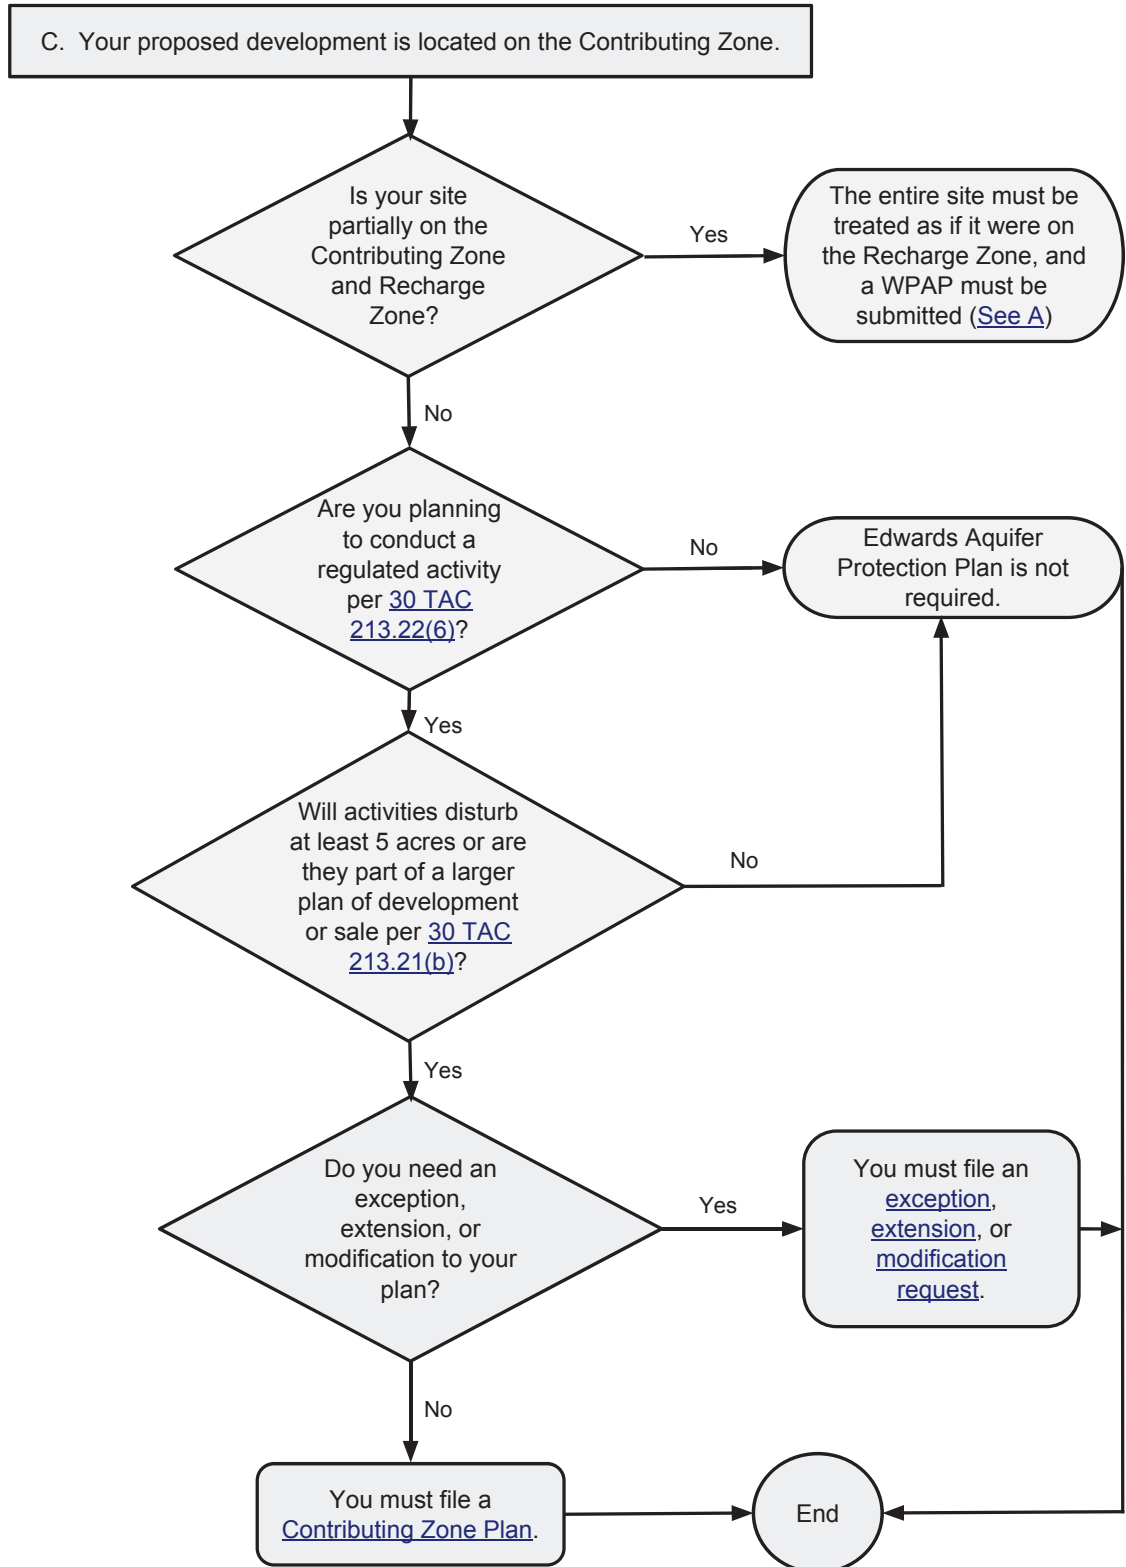 C. Your proposed development is located on the Contributing Zone.
Is your site
partially on the
Contributing Zone
and Recharge
Zone?
Yes
The entire site must be
treated as if it were on
the Recharge Zone, and
a WPAP must be
submitted (See A)
No
Are you planning
to conduct a
regulated activity
per 30 TAC
213.22(6)?
No
Edwards Aquifer
Protection Plan is not
required.
Yes
Will activities disturb
at least 5 acres or are
they part of a larger
plan of development
or sale per 30 TAC
213.21(b)?
No
Yes
Do you need an
exception,
extension, or
modification to your
plan?
Yes
You must file an
exception,
extension, or
modification
request.
No
You must file a
Contributing Zone Plan.
End